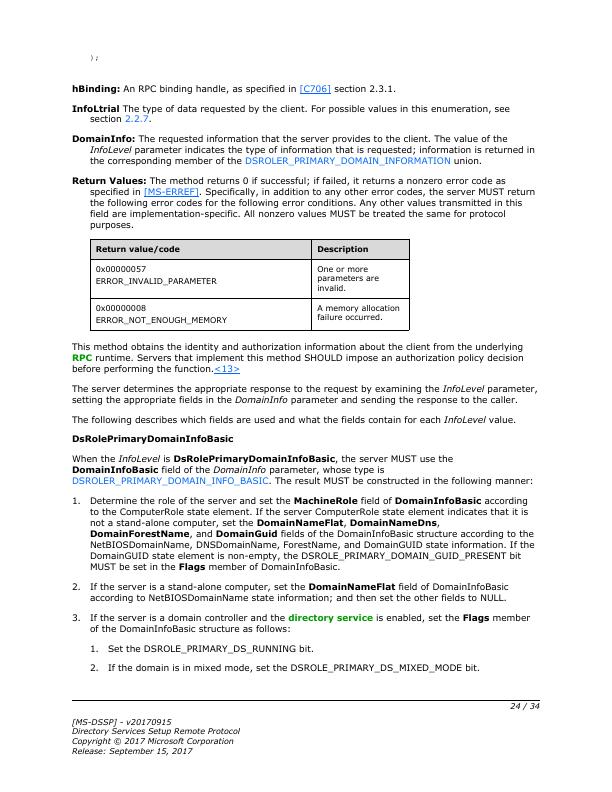 );
hBinding: An RPC binding handle, as specified in [C706] section 2.3.1.
InfoLtrial The type of data requested by the client. For possible values in this enumeration, see
section 2.2.7.
DomainInfo: The requested information that the server provides to the client. The value of the
InfoLevel parameter indicates the type of information that is requested; information is returned in
the corresponding member of the DSROLER_PRIMARY_DOMAIN_INFORMATION union.
Return Values: The method returns 0 if successful; if failed, it returns a nonzero error code as
specified in [MS-ERREF]. Specifically, in addition to any other error codes, the server MUST return
the following error codes for the following error conditions. Any other values transmitted in this
field are implementation-specific. All nonzero values MUST be treated the same for protocol
purposes.
Return value/code Description
0x00000057
ERROR_INVALID_PARAMETER
One or more
parameters are
invalid.
0x00000008
ERROR_NOT_ENOUGH_MEMORY
A memory allocation
failure occurred.
This method obtains the identity and authorization information about the client from the underlying
RPC runtime. Servers that implement this method SHOULD impose an authorization policy decision
before performing the function.<13>
The server determines the appropriate response to the request by examining the InfoLevel parameter,
setting the appropriate fields in the DomainInfo parameter and sending the response to the caller.
The following describes which fields are used and what the fields contain for each InfoLevel value.
DsRolePrimaryDomainInfoBasic
When the InfoLevel is DsRolePrimaryDomainInfoBasic, the server MUST use the
DomainInfoBasic field of the DomainInfo parameter, whose type is
DSROLER_PRIMARY_DOMAIN_INFO_BASIC. The result MUST be constructed in the following manner:
1. Determine the role of the server and set the MachineRole field of DomainInfoBasic according
to the ComputerRole state element. If the server ComputerRole state element indicates that it is
not a stand-alone computer, set the DomainNameFlat, DomainNameDns,
DomainForestName, and DomainGuid fields of the DomainInfoBasic structure according to the
NetBIOSDomainName, DNSDomainName, ForestName, and DomainGUID state information. If the
DomainGUID state element is non-empty, the DSROLE_PRIMARY_DOMAIN_GUID_PRESENT bit
MUST be set in the Flags member of DomainInfoBasic.
2. If the server is a stand-alone computer, set the DomainNameFlat field of DomainInfoBasic
according to NetBIOSDomainName state information; and then set the other fields to NULL.
3. If the server is a domain controller and the directory service is enabled, set the Flags member
of the DomainInfoBasic structure as follows:
1. Set the DSROLE_PRIMARY_DS_RUNNING bit.
2. If the domain is in mixed mode, set the DSROLE_PRIMARY_DS_MIXED_MODE bit.
24 / 34
[MS-DSSP] - v20170915
Directory Services Setup Remote Protocol
Copyright © 2017 Microsoft Corporation
Release: September 15, 2017